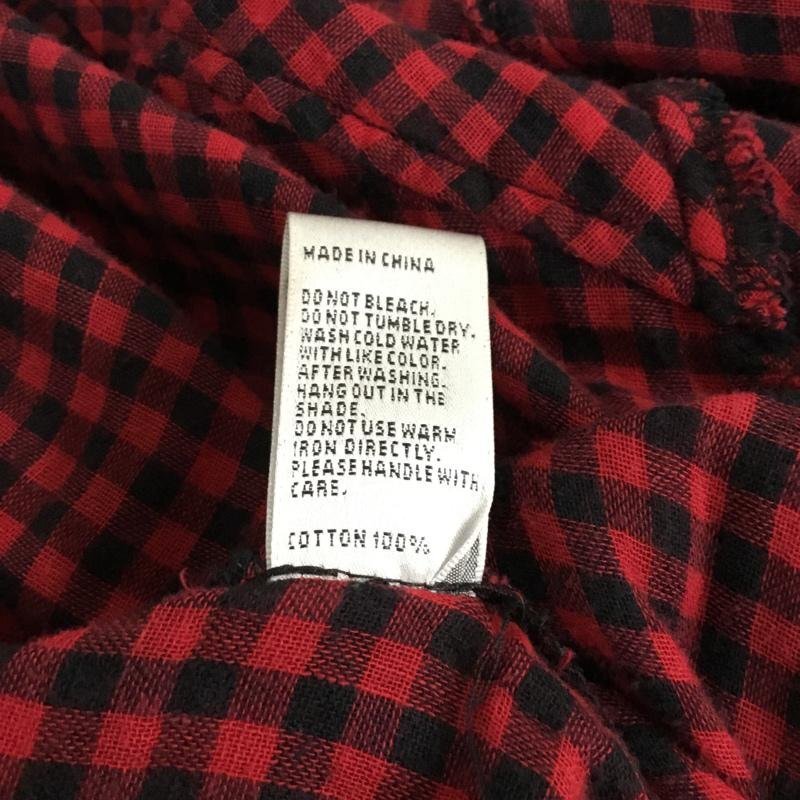 MADE IN CHINA
DO NOT BLEACH.
DO NOT TUMBLE DRY.
WASH COLD WATER
WITH LIKE COLOR.
AFTER WASHING.
HANG OUT IN THE
SHADE.
DO NOT USE WARM
IRON DIRECTLY.
PLEASE HANDLE WITH
CARE.
COTTON 100%